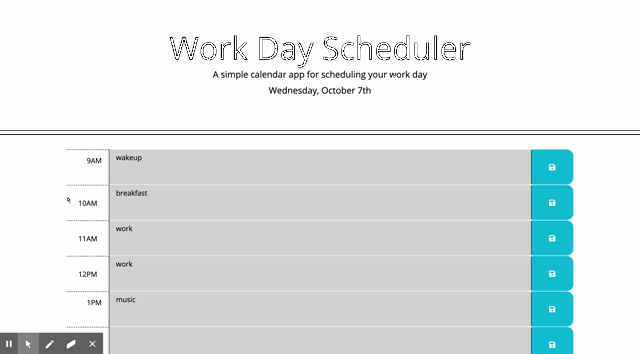 Work Day Scheduler
A simple calendar app for scheduling your work day
Wednesday, October 7th
9AM wakeup
10AM breakfast
11AM work
12PM work
1PM music